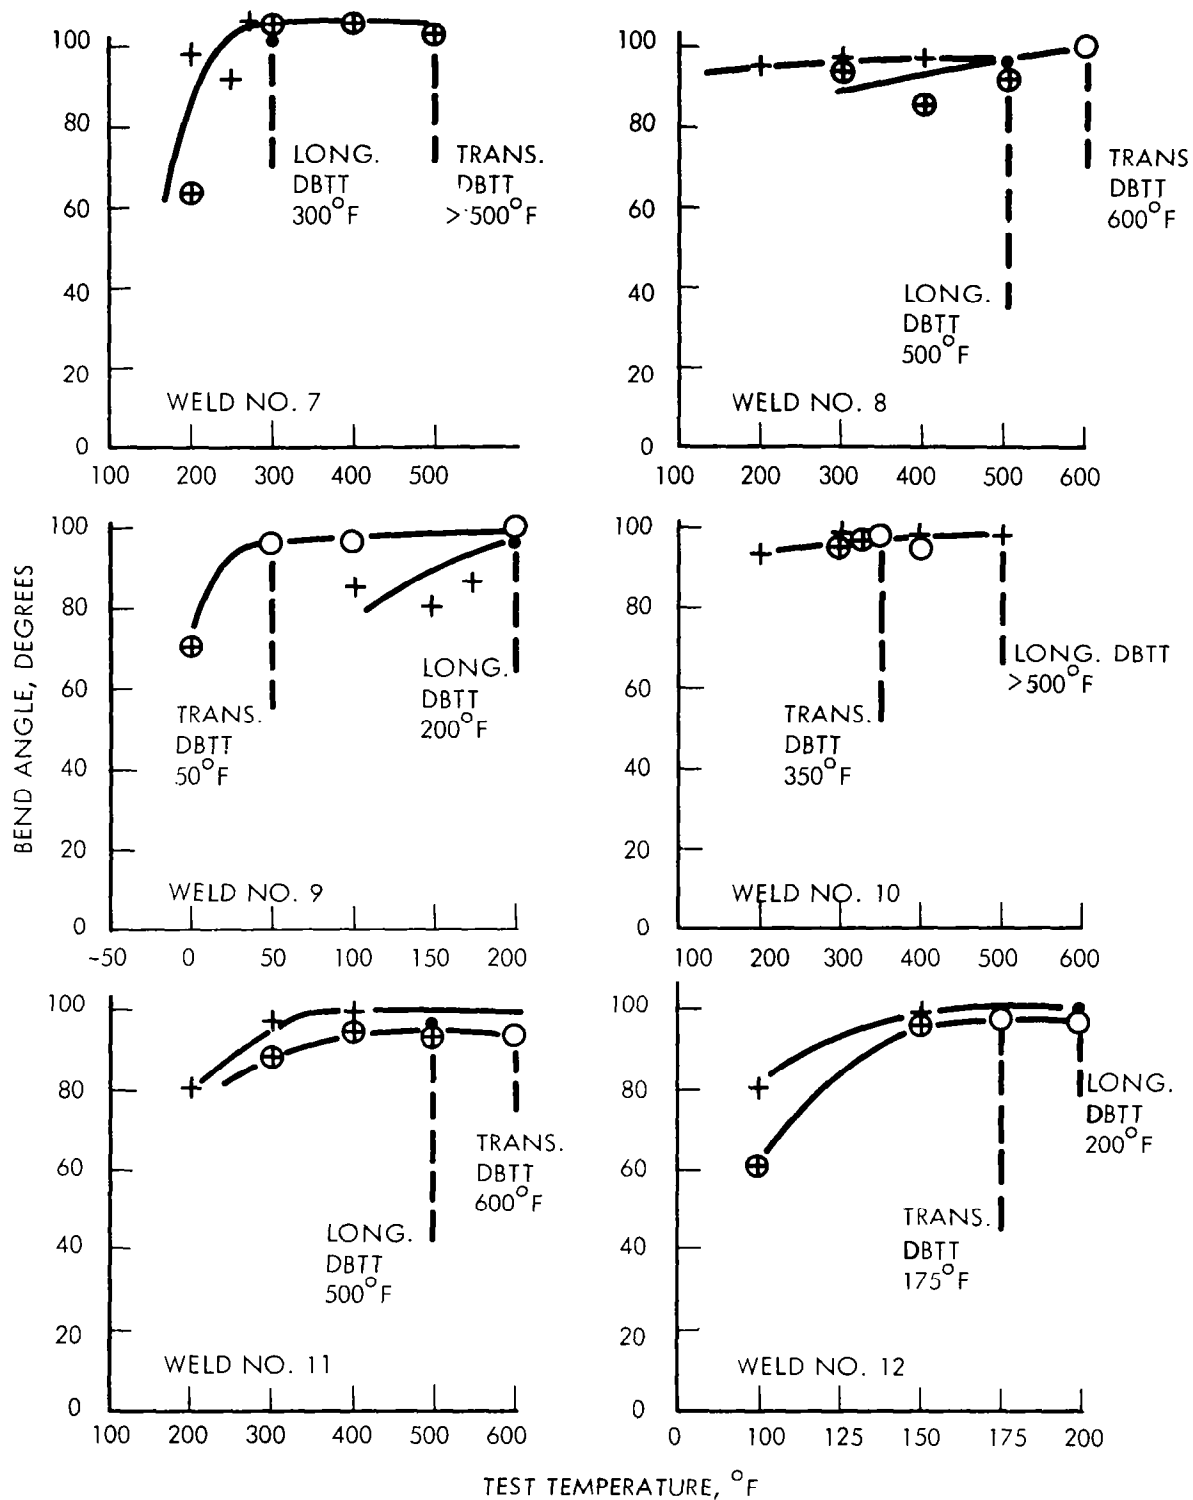 100
80
60
40
20
0
LONG.
DBTT
300°F
TRANS.
DBTT
>500°F
WELD NO. 7
100 200 300 400 500
100
80
60
40
20
0
TRANS
DBTT
600°F
LONG.
DBTT
500°F
WELD NO. 8
100 200 300 400 500 600
BEND ANGLE, DEGREES
100
80
60
40
20
0
TRANS.
DBTT
50°F
LONG.
DBTT
200°F
WELD NO. 9
-50 0 50 100 150 200
100
80
60
40
20
0
TRANS.
DBTT
350°F
LONG. DBTT
>500°F
WELD NO. 10
100 200 300 400 500 600
100
80
60
40
20
0
LONG.
DBTT
500°F
TRANS.
DBTT
600°F
WELD NO. 11
100 200 300 400 500 600
100
80
60
40
20
0
LONG.
DBTT
200°F
TRANS.
DBTT
175°F
WELD NO. 12
0 100 125 150 175 200
TEST TEMPERATURE, °F